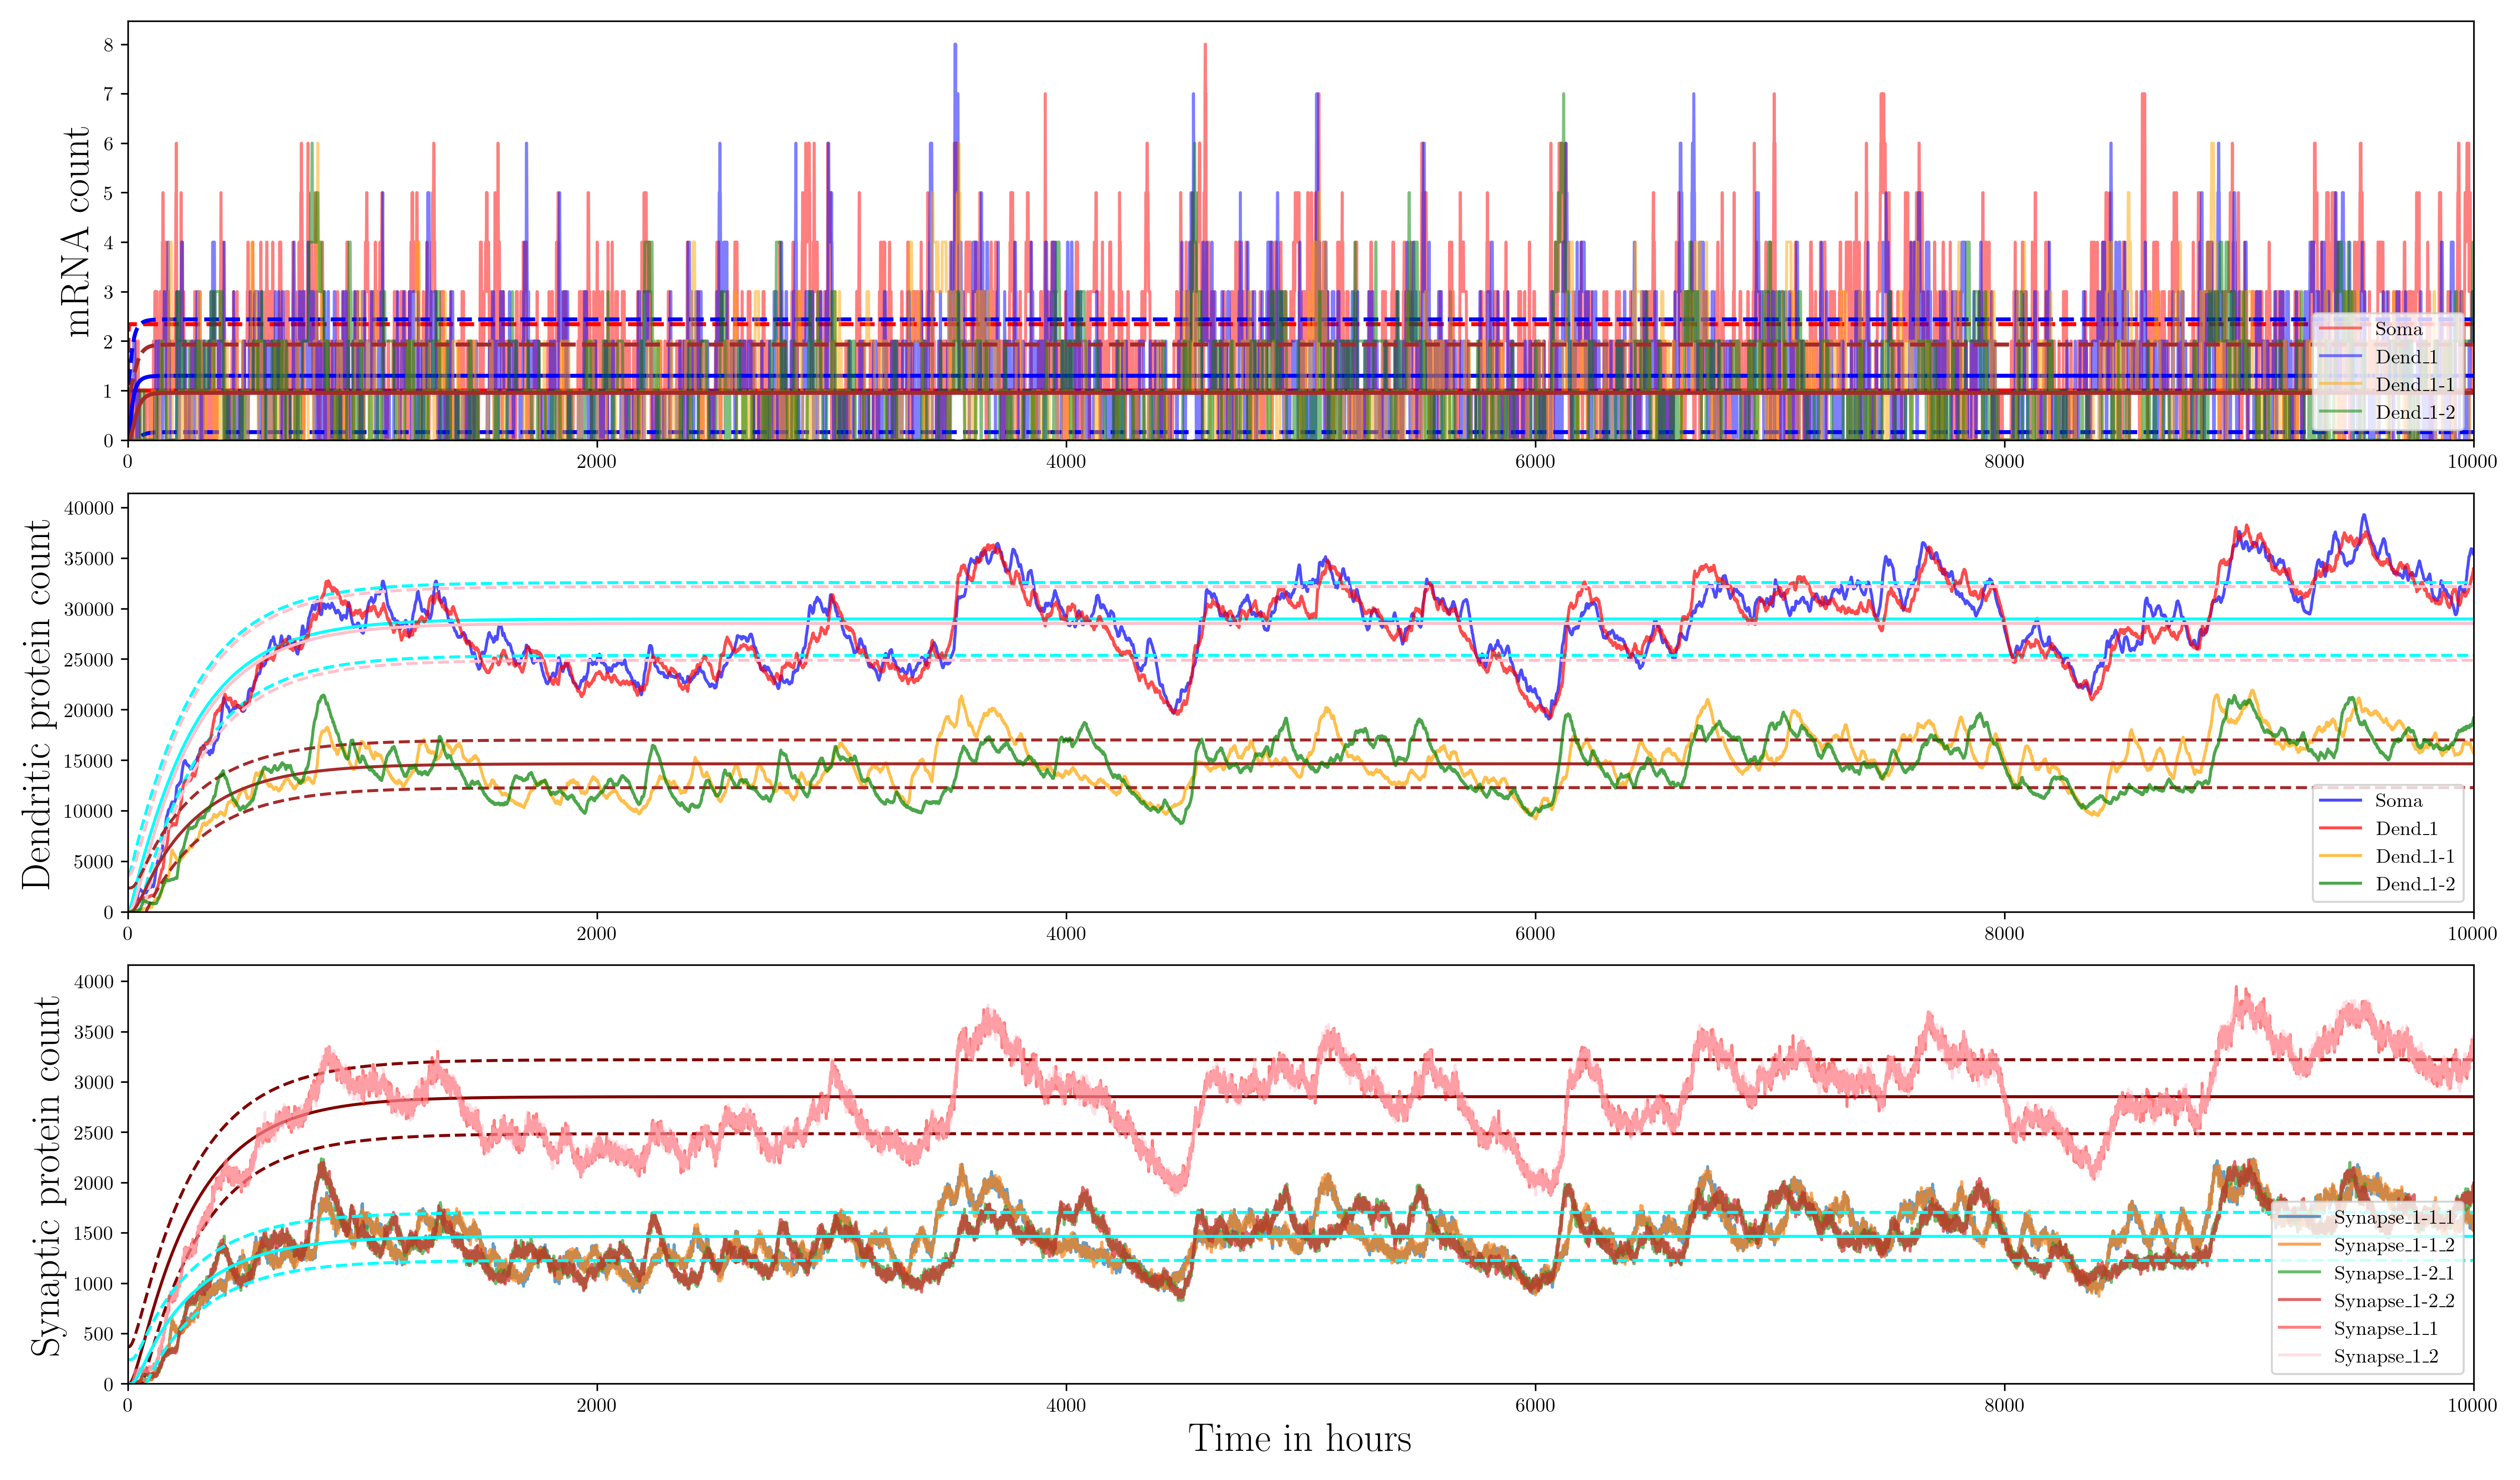 mRNA count
8
7
6
5
4
3
2
1
0
0 2000 4000 6000 8000 10000
Soma
Dend_1
Dend_1-1
Dend_1-2
Dendritic protein count
40000
35000
30000
25000
20000
15000
10000
5000
0
0 2000 4000 6000 8000 10000
Soma
Dend_1
Dend_1-1
Dend_1-2
Synaptic protein count
4000
3500
3000
2500
2000
1500
1000
500
0
0 2000 4000 6000 8000 10000
Synapse_1-1_1
Synapse_1-1_2
Synapse_1-2_1
Synapse_1-2_2
Synapse_1_1
Synapse_1_2
Time in hours